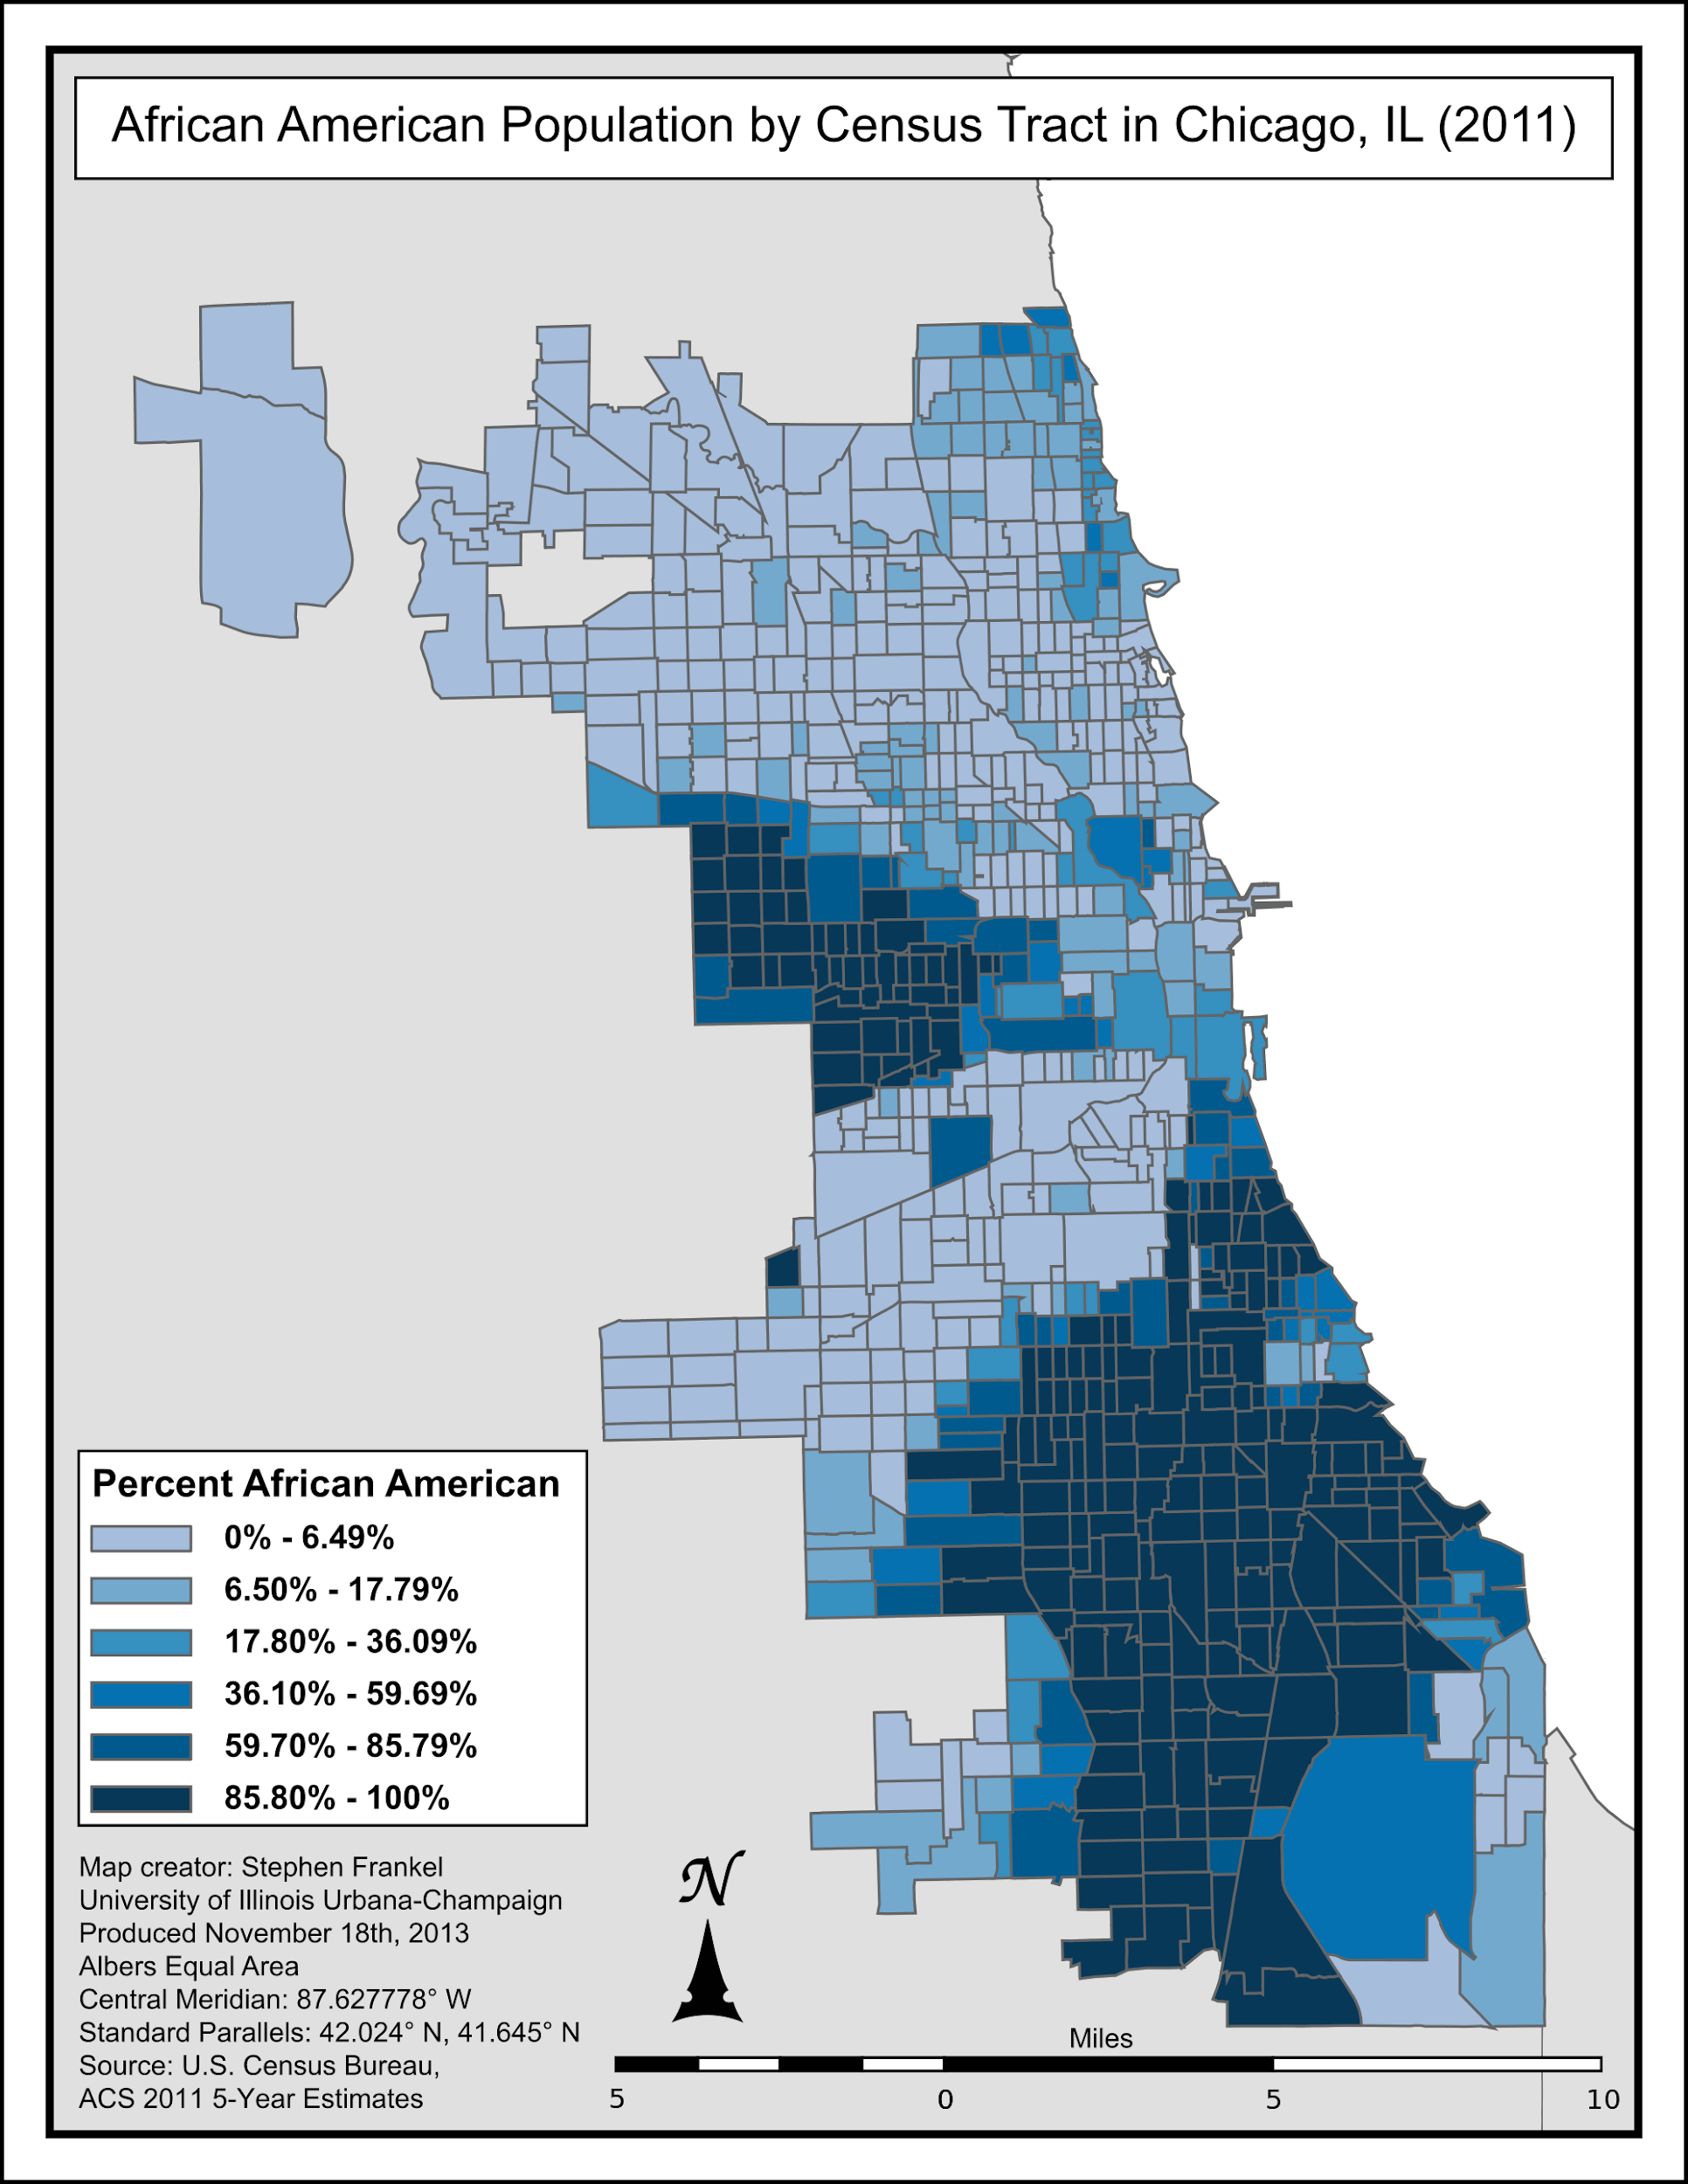 African American Population by Census Tract in Chicago, IL (2011)
Percent African American
0% - 6.49%
6.50% - 17.79%
17.80% - 36.09%
36.10% - 59.69%
59.70% - 85.79%
85.80% - 100%
Map creator: Stephen Frankel
University of Illinois Urbana-Champaign
Produced November 18th, 2013
Albers Equal Area
Central Meridian: 87.627778° W
Standard Parallels: 42.024° N, 41.645° N
Source: U.S. Census Bureau,
ACS 2011 5-Year Estimates
N
Miles
5 0 5 10